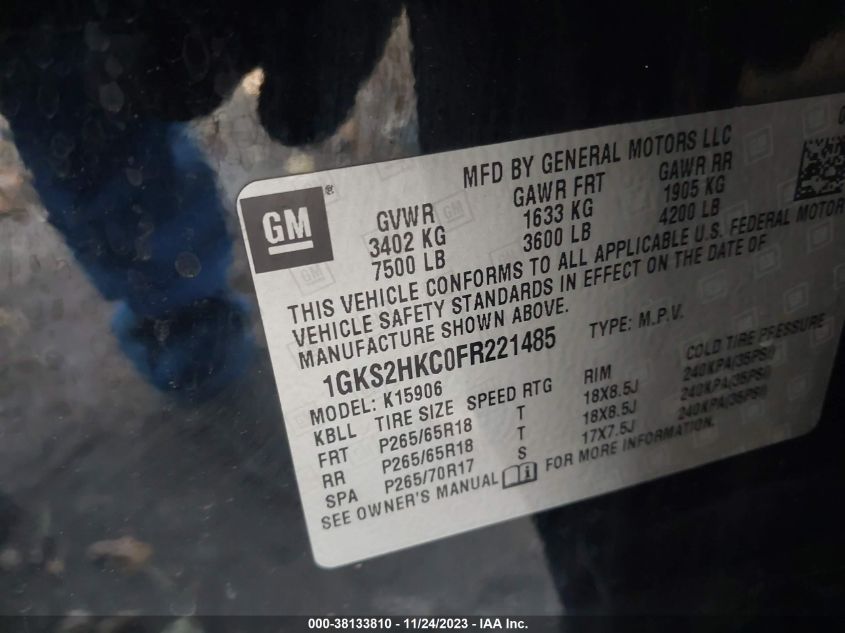 MFD BY GENERAL MOTORS LLC
GM®
GVWR GAWR FRT GAWR RR
3402 KG 1633 KG 1905 KG
7500 LB 3600 LB 4200 LB
THIS VEHICLE CONFORMS TO ALL APPLICABLE U.S. FEDERAL MOTOR
VEHICLE SAFETY STANDARDS IN EFFECT ON THE DATE OF
MANUFACTURE SHOWN ABOVE.
1GKS2HKC0FR221485 TYPE: M.P.V.
MODEL: K15906
KBLL TIRE SIZE SPEED RTG RIM COLD TIRE PRESSURE
FRT P265/65R18 T 18X8.5J 240KPA(35PSI)
RR P265/65R18 T 18X8.5J 240KPA(35PSI)
SPA P265/70R17 S 17X7.5J 240KPA(35PSI)
SEE OWNER'S MANUAL FOR MORE INFORMATION.
000-38133810 - 11/24/2023 - IAA Inc.